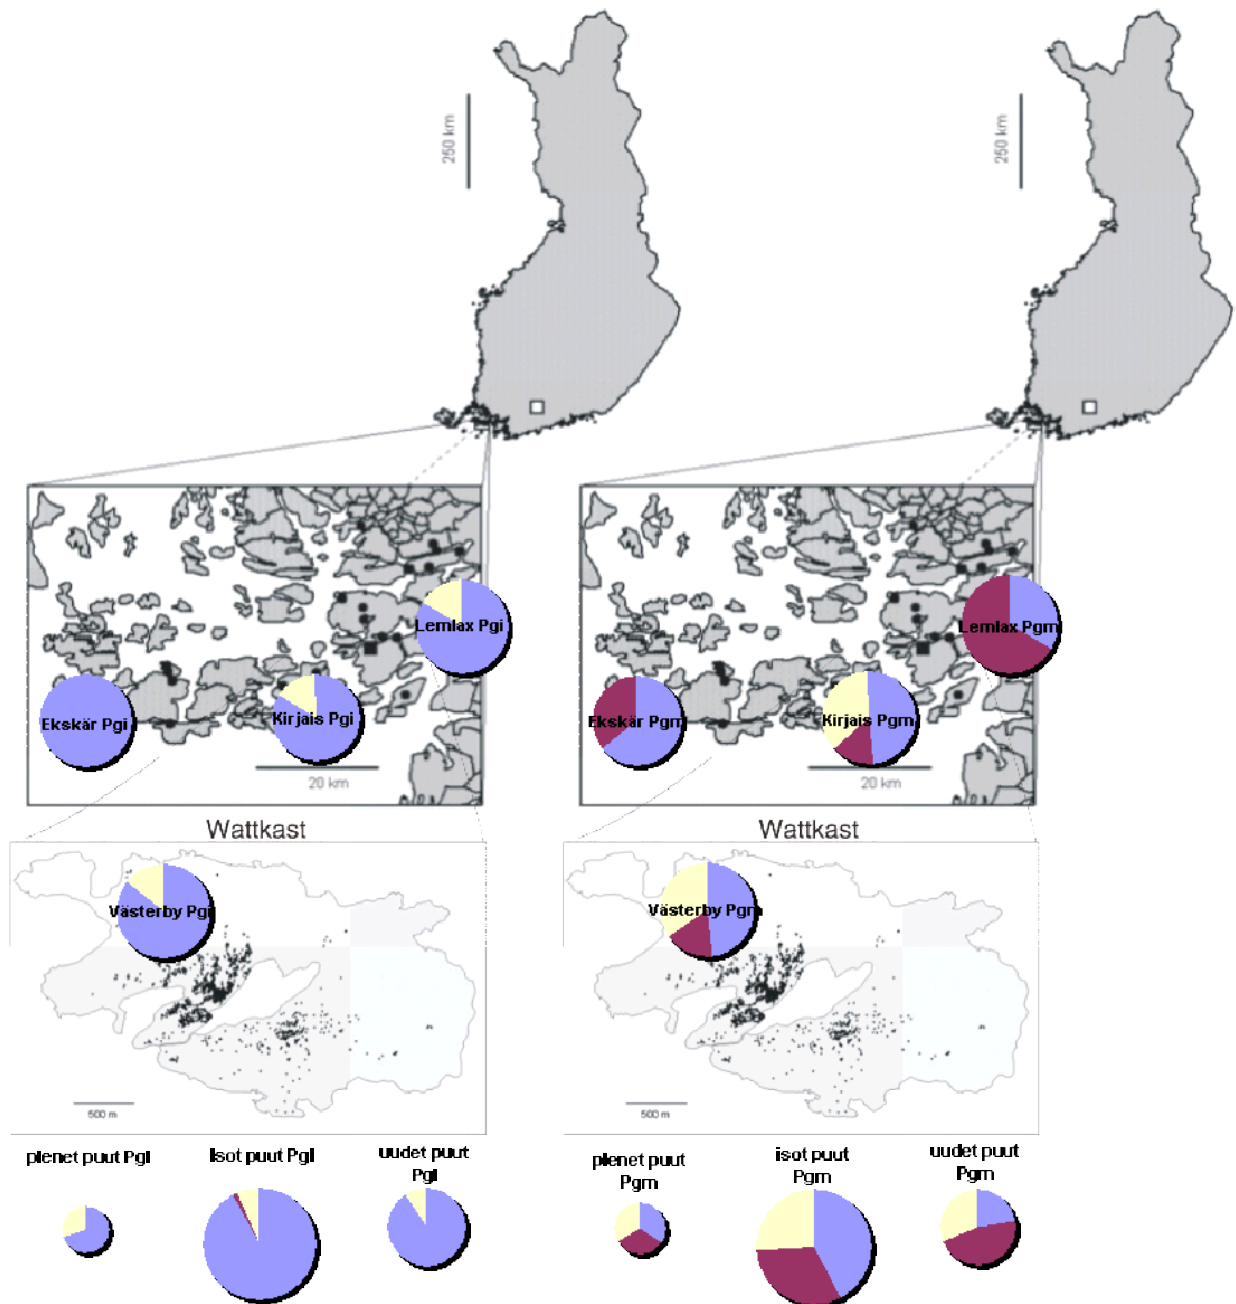 250 km
250 km
Lemlax Pgi
Ekskär Pgi
Kirjais Pgi
20 km
Lemlax Pgm
Ekskär Pgm
Kirjais Pgm
20 km
Wattkast
Wattkast
Västerby Pgi
Västerby Pgm
500 m
500 m
pienet puut PgI
Isot puut PgI
uudet puut
PgI
pienet puut
Pgm
isot puut
Pgm
uudet puut
Pgm